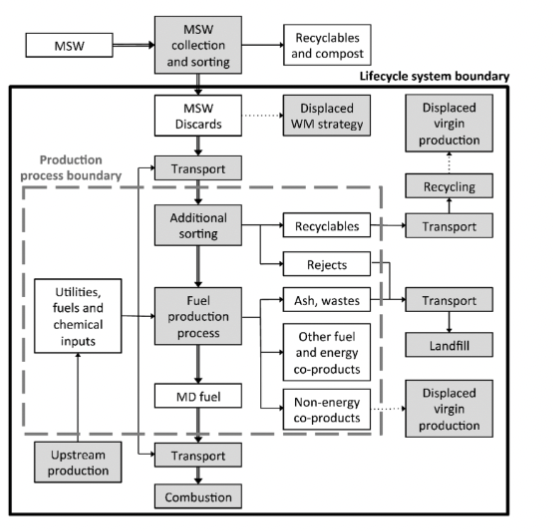 MSW
MSW
collection
and sorting
Recyclables
and compost
Lifecycle system boundary
MSW
Discards
Displaced
WM strategy
Displaced
virgin
production
Production
process boundary
Transport
Recycling
Additional
sorting
Recyclables
Transport
Rejects
Utilities,
fuels and
chemical
inputs
Fuel
production
process
Ash, wastes
Transport
Other fuel
and energy
co-products
Landfill
MD fuel
Non-energy
co-products
Displaced
virgin
production
Upstream
production
Transport
Combustion